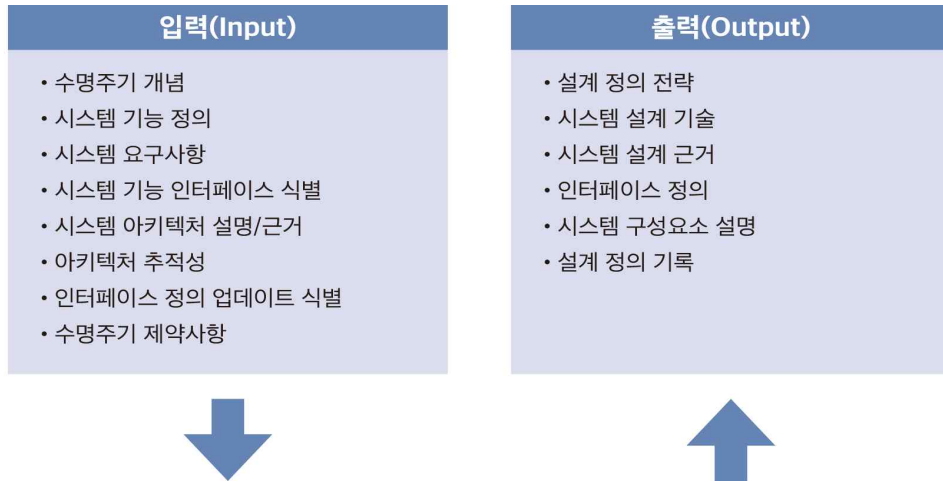 입력(Input)
• 수명주기 개념
• 시스템 기능 정의
• 시스템 요구사항
• 시스템 기능 인터페이스 식별
• 시스템 아키텍처 설명/근거
• 아키텍처 추적성
• 인터페이스 정의 업데이트 식별
• 수명주기 제약사항
출력(Output)
• 설계 정의 전략
• 시스템 설계 기술
• 시스템 설계 근거
• 인터페이스 정의
• 시스템 구성요소 설명
• 설계 정의 기록